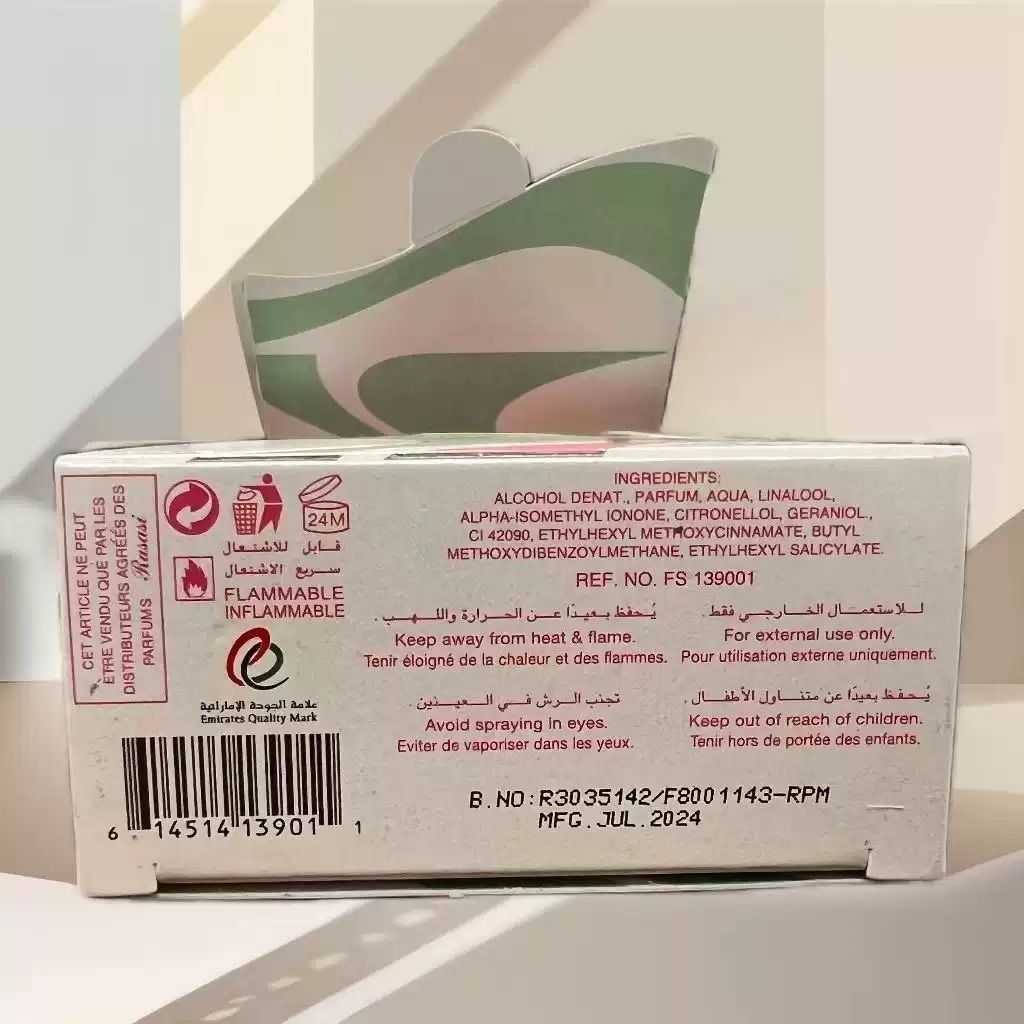 CET ARTICLE NE PEUT
ETRE VENDU QUE PAR LES
DISTRIBUTEURS AGRÉÉS DES
PARFUMS Rasasi
24M
قابل للاشتعال
سريع الاشتعال
FLAMMABLE
INFLAMMABLE
علامة الجودة الإماراتية
Emirates Quality Mark
6 14514 13901 1
INGREDIENTS:
ALCOHOL DENAT., PARFUM, AQUA, LINALOOL,
ALPHA-ISOMETHYL IONONE, CITRONELLOL, GERANIOL,
CI 42090, ETHYLHEXYL METHOXYCINNAMATE, BUTYL
METHOXYDIBENZOYLMETHANE, ETHYLHEXYL SALICYLATE.
REF. NO. FS 139001
يُحفظ بعيدًا عن الحرارة واللهب.
Keep away from heat & flame.
Tenir éloigné de la chaleur et des flammes.
للاستعمال الخارجي فقط.
For external use only.
Pour utilisation externe uniquement.
تجنب الرش في العينين.
Avoid spraying in eyes.
Eviter de vaporiser dans les yeux.
يُحفظ بعيدًا عن متناول الأطفال.
Keep out of reach of children.
Tenir hors de portée des enfants.
B.NO:R3035142/F8001143-RPM
MFG.JUL.2024